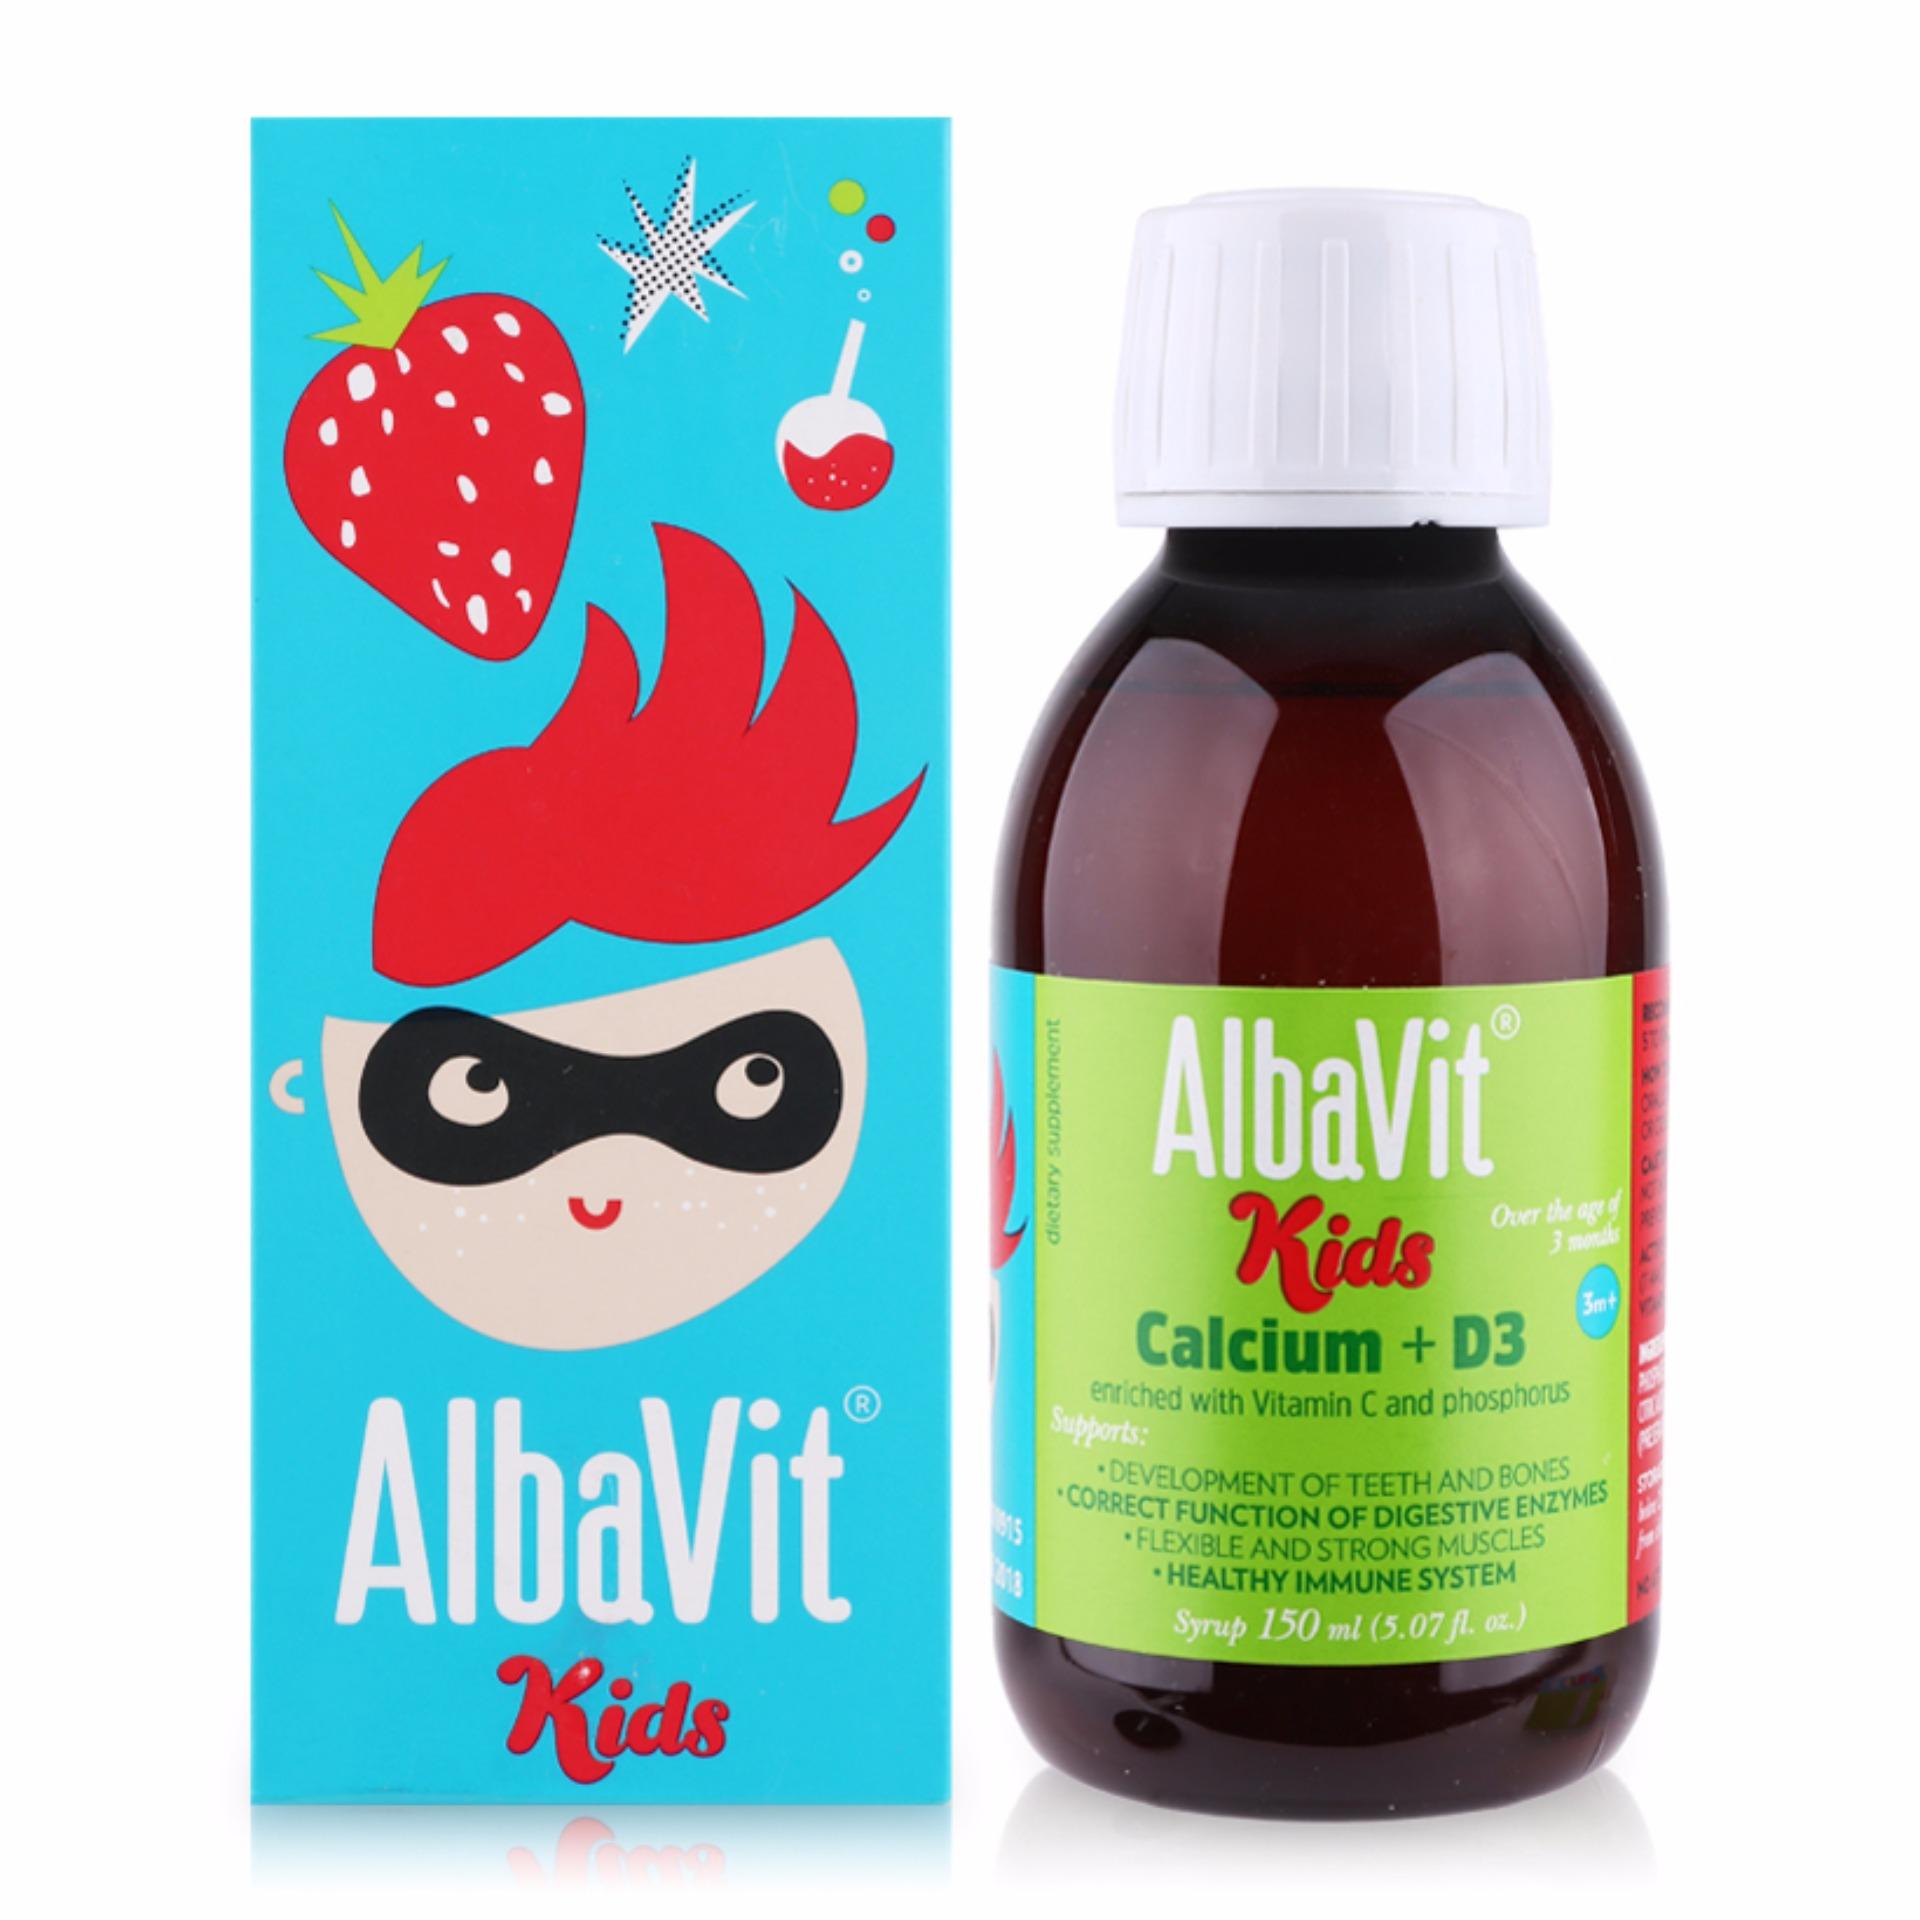 AlbaVit®
Kids
dietary supplement
AlbaVit®
Kids
Over the age of
3 months
3m+
Calcium + D3
enriched with Vitamin C and phosphorus
Supports:
• DEVELOPMENT OF TEETH AND BONES
• CORRECT FUNCTION OF DIGESTIVE ENZYMES
• FLEXIBLE AND STRONG MUSCLES
• HEALTHY IMMUNE SYSTEM
Syrup 150 ml (5.07 fl. oz.)
2018